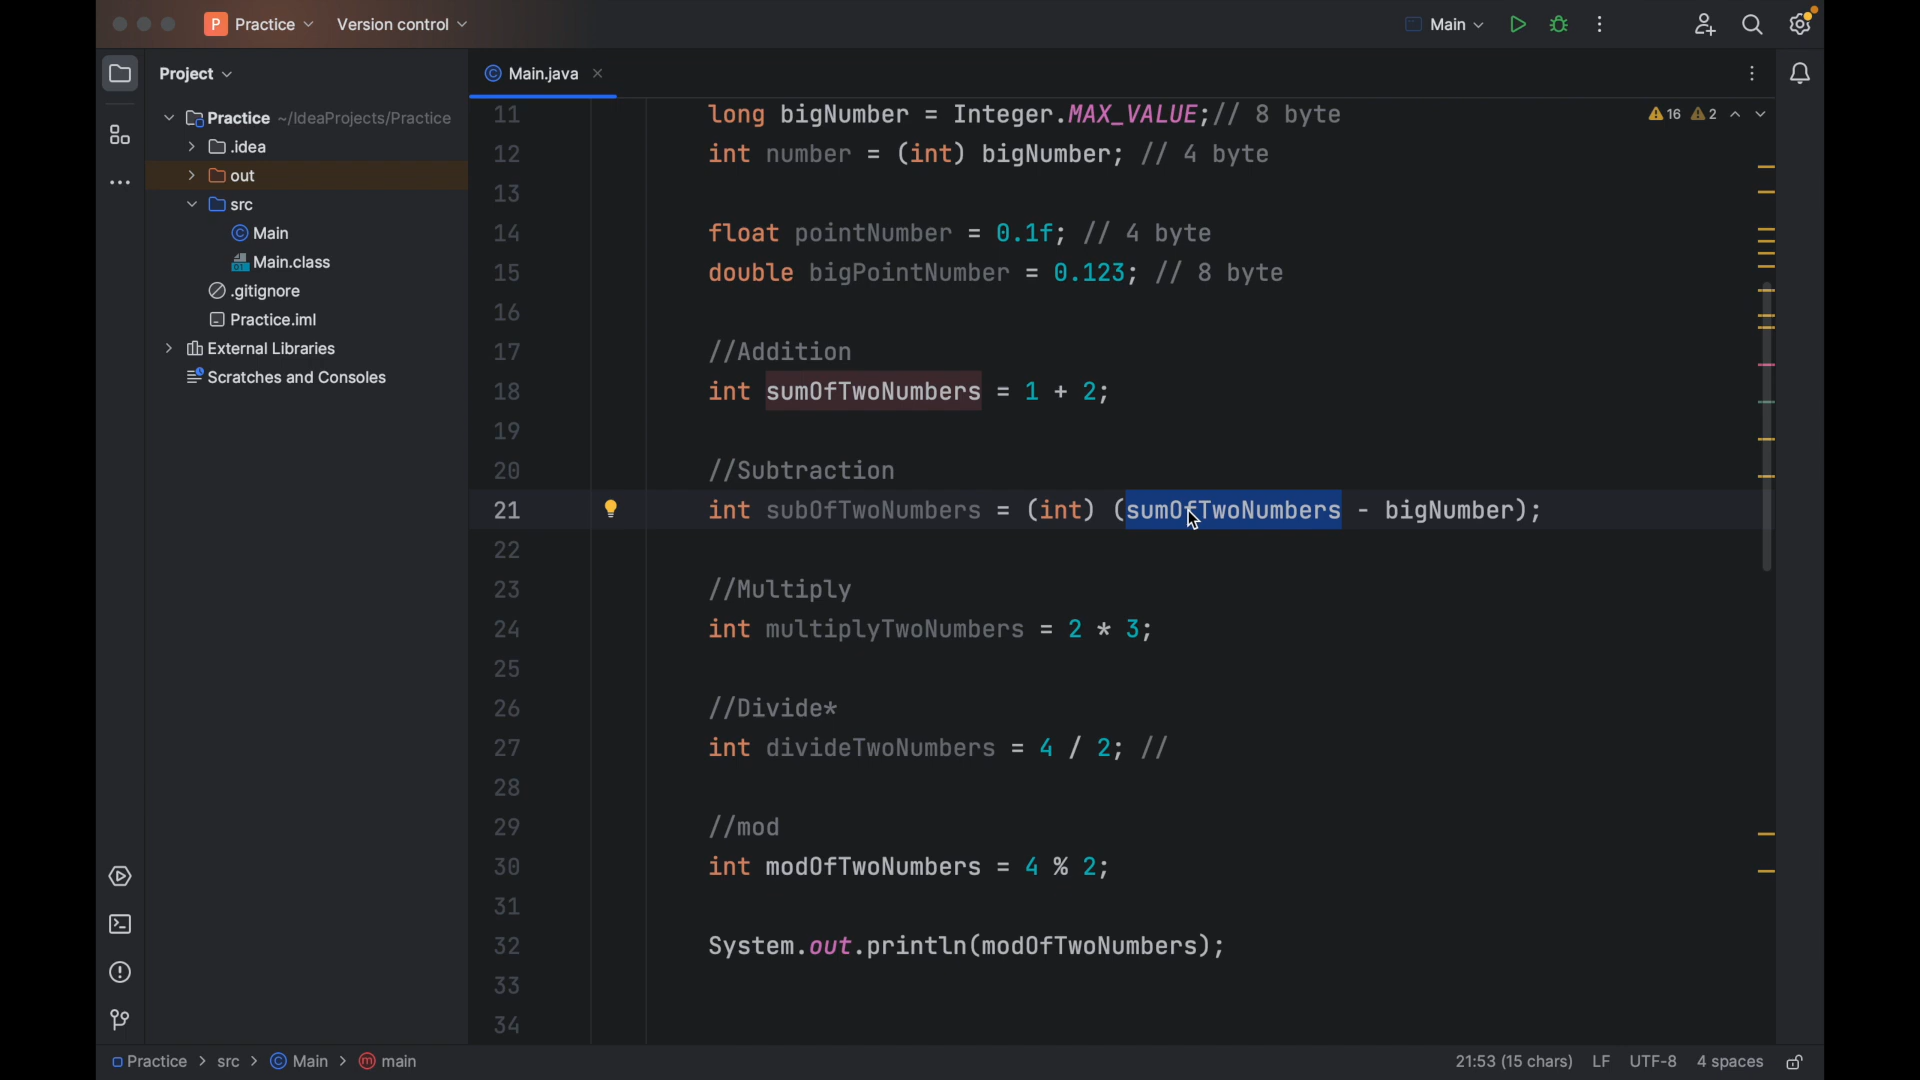 P Practice Version control Main
Project
Main.java
Practice ~/IdeaProjects/Practice
.idea
out
src
Main
Main.class
.gitignore
Practice.iml
External Libraries
Scratches and Consoles
16 2
11 long bigNumber = Integer.MAX_VALUE;// 8 byte
12 int number = (int) bigNumber; // 4 byte
13
14 float pointNumber = 0.1f; // 4 byte
15 double bigPointNumber = 0.123; // 8 byte
16
17 //Addition
18 int sumOfTwoNumbers = 1 + 2;
19
20 //Subtraction
21 int subOfTwoNumbers = (int) (sumOfTwoNumbers - bigNumber);
22
23 //Multiply
24 int multiplyTwoNumbers = 2 * 3;
25
26 //Divide*
27 int divideTwoNumbers = 4 / 2; //
28
29 //mod
30 int modOfTwoNumbers = 4 % 2;
31
32 System.out.println(modOfTwoNumbers);
33
34
Practice > src > Main > main
21:53 (15 chars) LF UTF-8 4 spaces